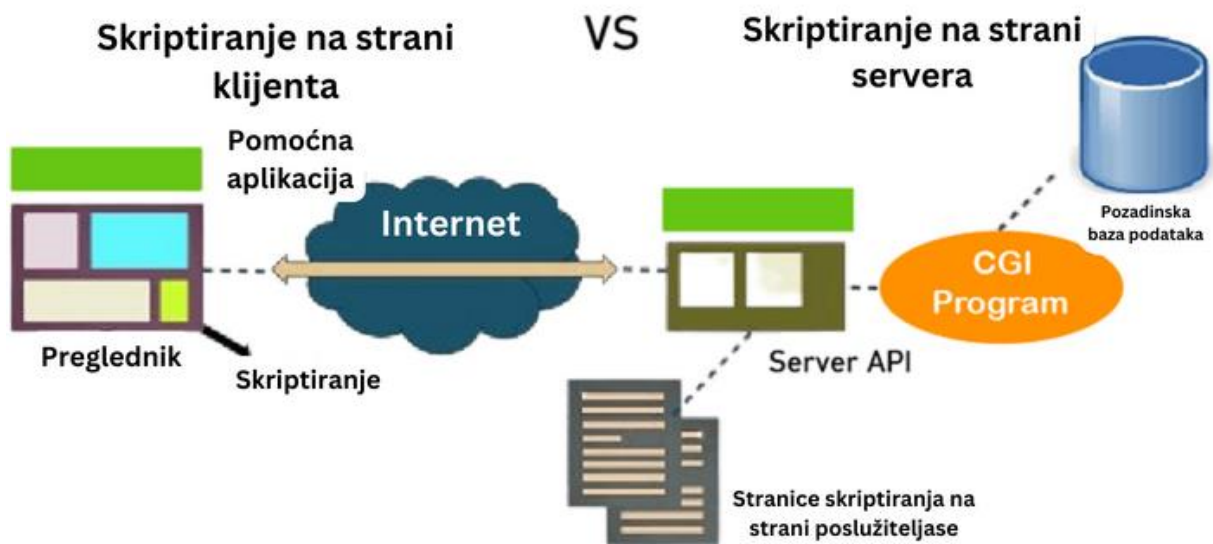 Skriptiranje na strani
klijenta
VS
Skriptiranje na strani
servera
Pomoćna
aplikacija
Internet
Preglednik
Skriptiranje
Server API
CGI
Program
Pozadinska
baza podataka
Stranice skriptiranja na
strani poslužiteljase